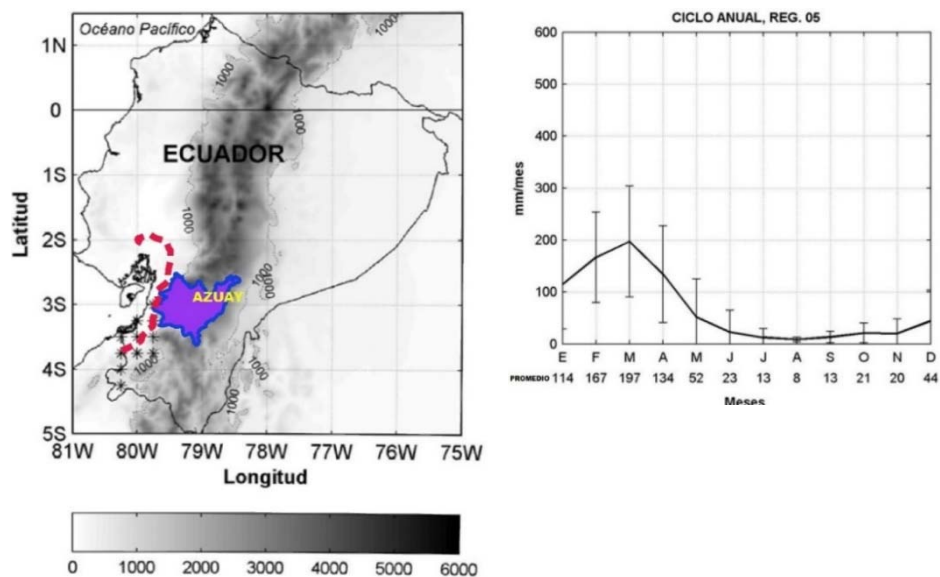 Océano Pacífico
1N
0
1S
2S
3S
4S
5S
Latitud
ECUADOR
AZUAY
1000
1000
1000
1000
1000
1000
1000
1000
1000
81W 80W 79W 78W 77W 76W 75W
Longitud
0 1000 2000 3000 4000 5000 6000
CICLO ANUAL, REG. 05
600
500
400
300
200
100
0
mm/mes
E F M A M J J A S O N D
PROMEDIO 114 167 197 134 52 23 13 8 13 21 20 44
Meses